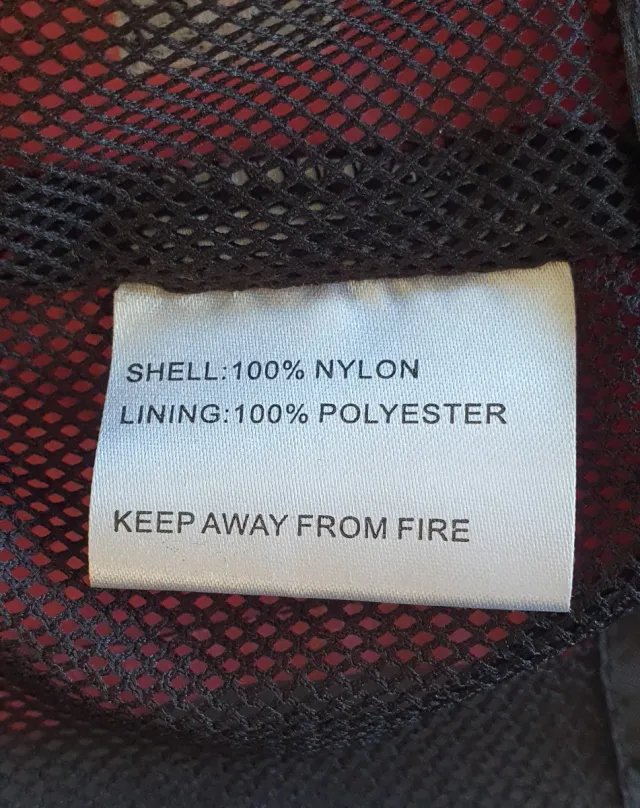 SHELL:100% NYLON
LINING:100% POLYESTER
KEEP AWAY FROM FIRE